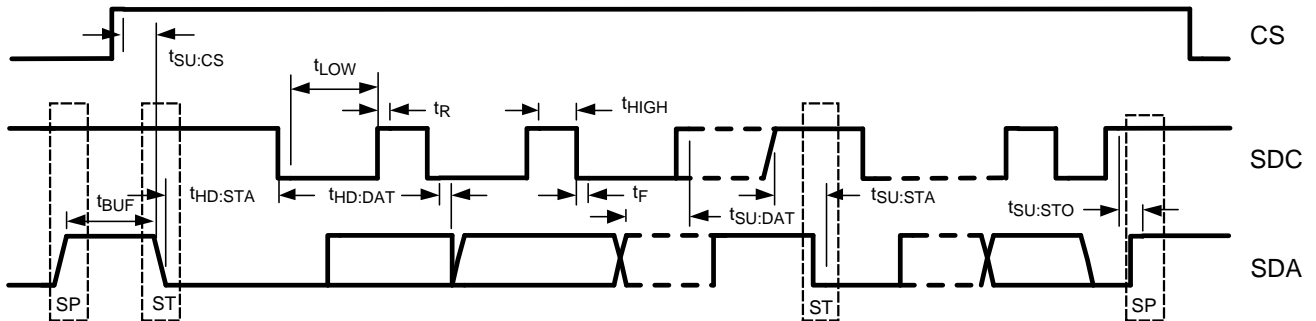 CS
tSU:CS
tLOW
tR
tHIGH
SDC
tBUF
tHD:STA
tHD:DAT
tF
tSU:DAT
tSU:STA
tSU:STO
SDA
SP
ST
ST
SP